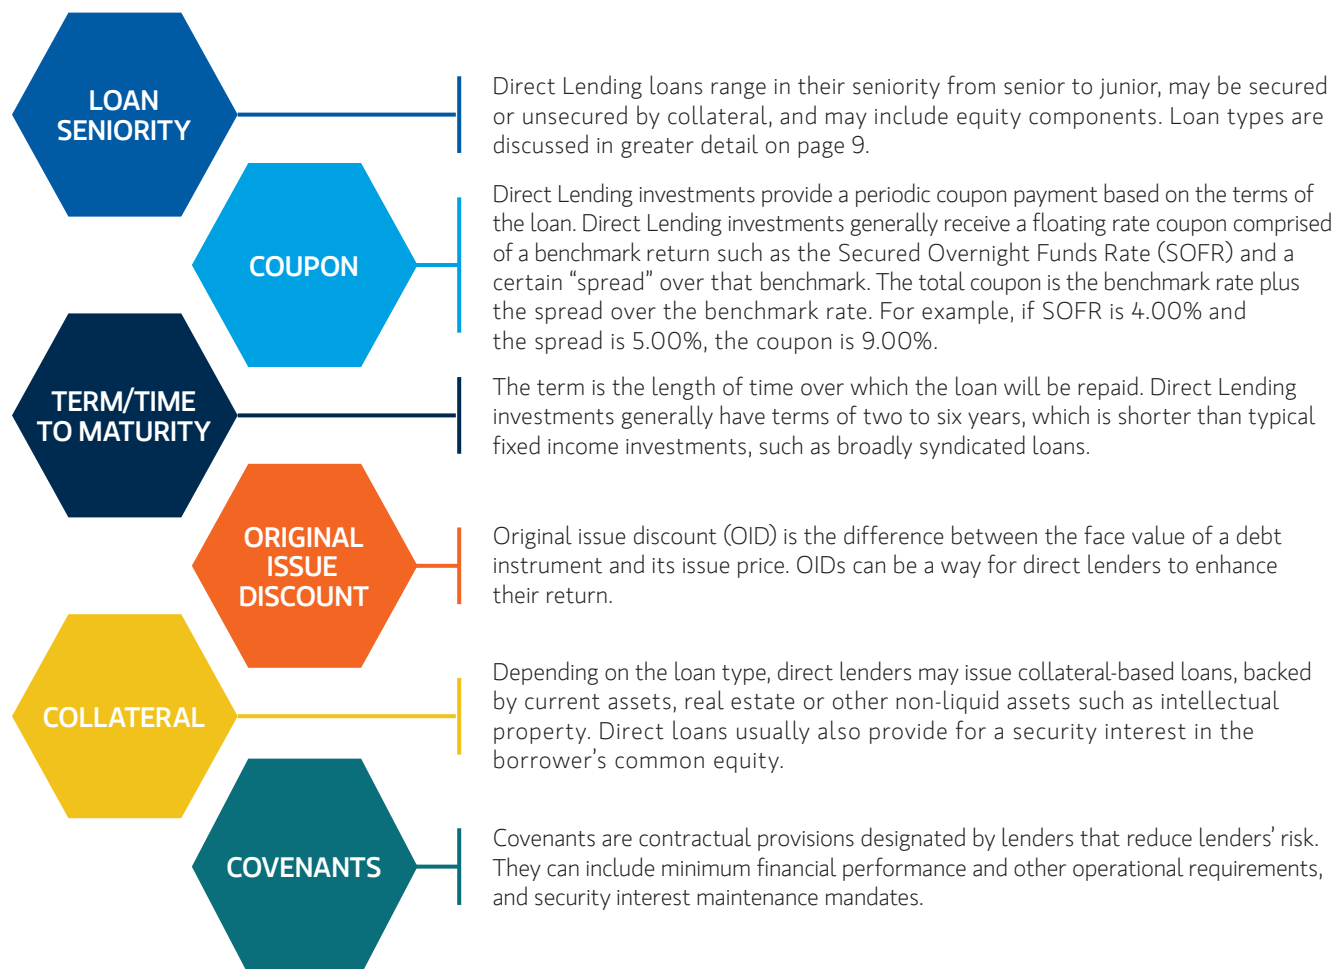 LOAN
SENIORITY
Direct Lending loans range in their seniority from senior to junior, may be secured
or unsecured by collateral, and may include equity components. Loan types are
discussed in greater detail on page 9.
COUPON
Direct Lending investments provide a periodic coupon payment based on the terms of
the loan. Direct Lending investments generally receive a floating rate coupon comprised
of a benchmark return such as the Secured Overnight Funds Rate (SOFR) and a
certain “spread” over that benchmark. The total coupon is the benchmark rate plus
the spread over the benchmark rate. For example, if SOFR is 4.00% and
the spread is 5.00%, the coupon is 9.00%.
TERM/TIME
TO MATURITY
The term is the length of time over which the loan will be repaid. Direct Lending
investments generally have terms of two to six years, which is shorter than typical
fixed income investments, such as broadly syndicated loans.
ORIGINAL
ISSUE
DISCOUNT
Original issue discount (OID) is the difference between the face value of a debt
instrument and its issue price. OIDs can be a way for direct lenders to enhance
their return.
COLLATERAL
Depending on the loan type, direct lenders may issue collateral-based loans, backed
by current assets, real estate or other non-liquid assets such as intellectual
property. Direct loans usually also provide for a security interest in the
borrower’s common equity.
COVENANTS
Covenants are contractual provisions designated by lenders that reduce lenders’ risk.
They can include minimum financial performance and other operational requirements,
and security interest maintenance mandates.